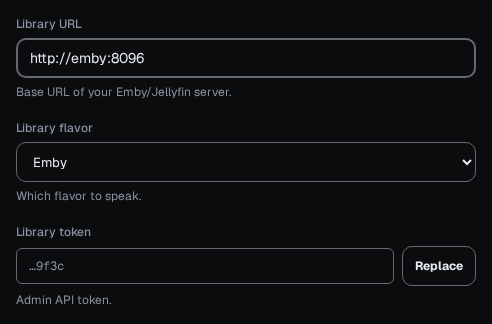 Library URL
http://emby:8096
Base URL of your Emby/Jellyfin server.
Library flavor
Emby
Which flavor to speak.
Library token
…9f3c
Replace
Admin API token.